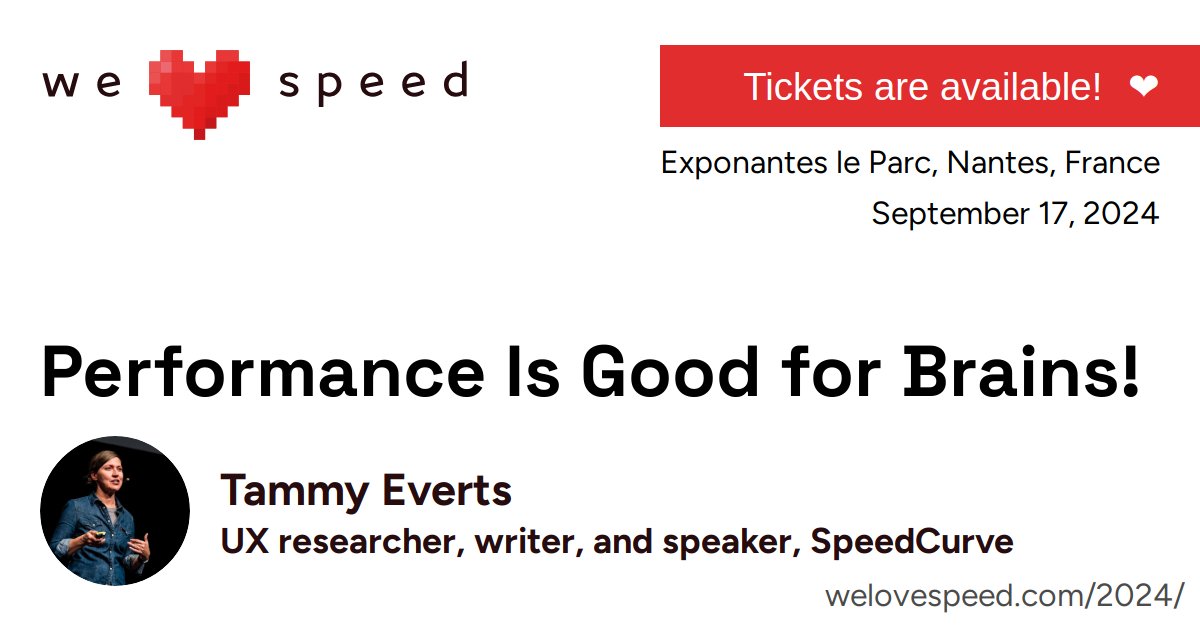 we ❤ speed
Tickets are available! ❤
Exponantes le Parc, Nantes, France
September 17, 2024
Performance Is Good for Brains!
Tammy Everts
UX researcher, writer, and speaker, SpeedCurve
welovespeed.com/2024/